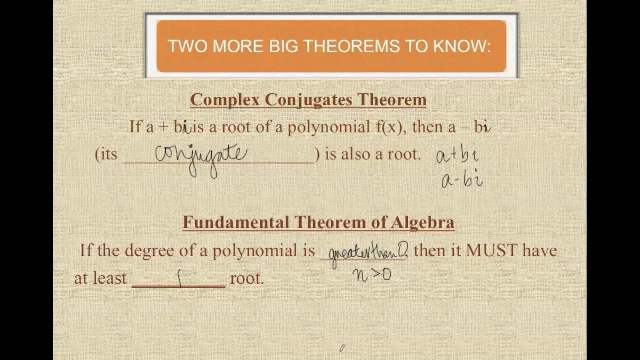 TWO MORE BIG THEOREMS TO KNOW:
Complex Conjugates Theorem
If a + bi is a root of a polynomial f(x), then a – bi
(its conjugate ) is also a root. a+bi
a-bi
Fundamental Theorem of Algebra
If the degree of a polynomial is greater than 0, then it MUST have
n>0
at least root.